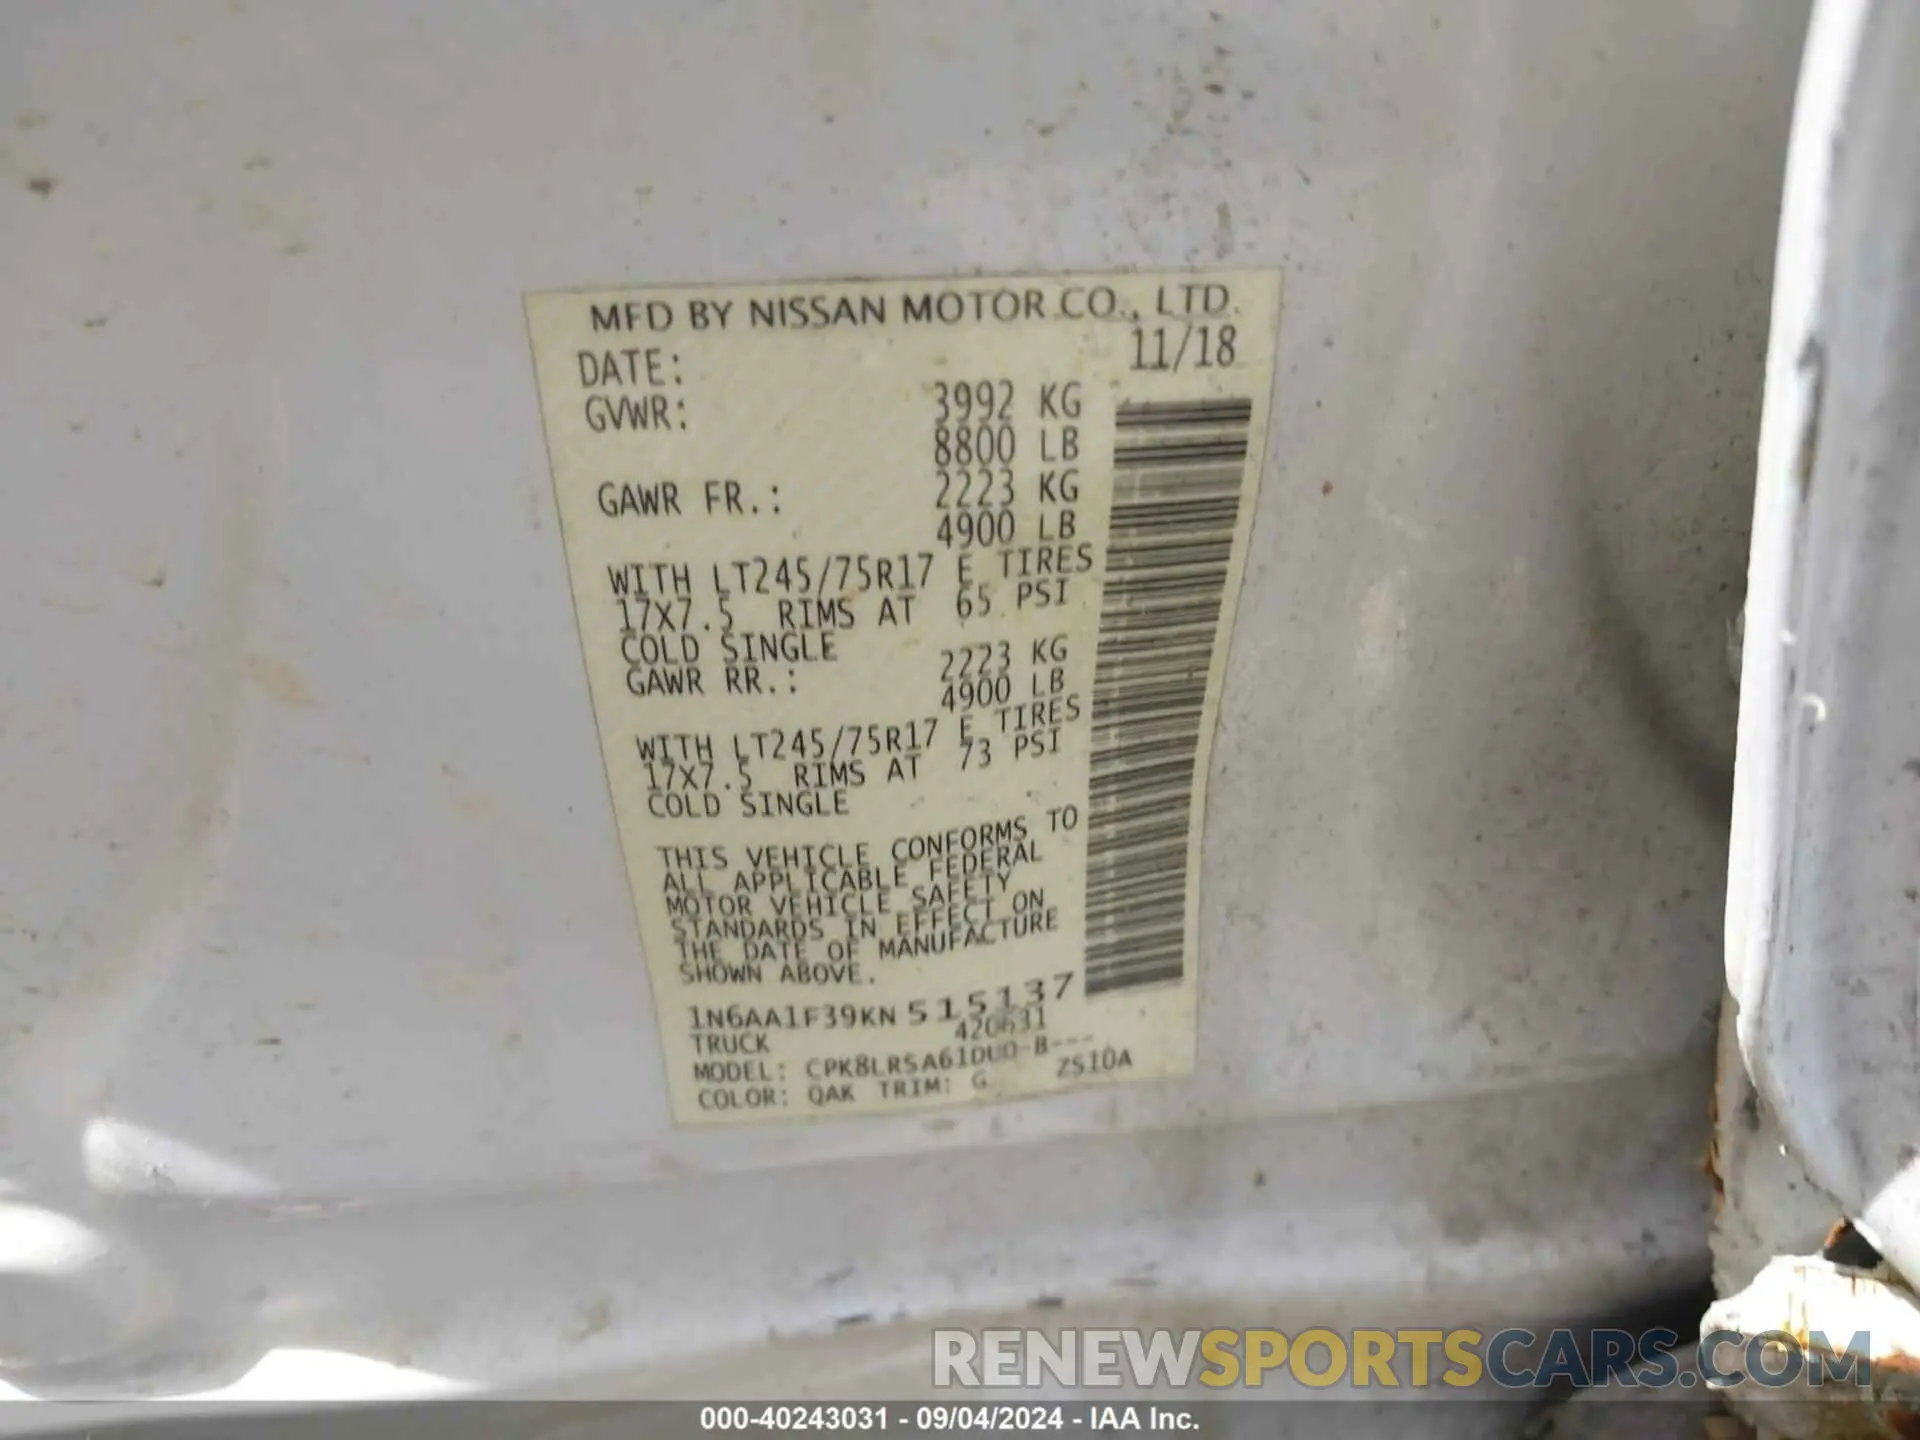 MFD BY NISSAN MOTOR CO., LTD.
DATE: 11/18
GVWR: 3992 KG
8800 LB
GAWR FR.: 2223 KG
4900 LB
WITH LT245/75R17 E TIRES
17X7.5 RIMS AT 65 PSI
COLD SINGLE
GAWR RR.: 2223 KG
4900 LB
WITH LT245/75R17 E TIRES
17X7.5 RIMS AT 73 PSI
COLD SINGLE
THIS VEHICLE CONFORMS TO
ALL APPLICABLE FEDERAL
MOTOR VEHICLE SAFETY
STANDARDS IN EFFECT ON
THE DATE OF MANUFACTURE
SHOWN ABOVE.
1N6AA1F39KN515137
TRUCK 420631
MODEL: CPK8LRSA61DUD-B---
COLOR: QAK TRIM: G ZS10A
RENEWSPORTSCARS.COM
000-40243031 - 09/04/2024 - IAA Inc.